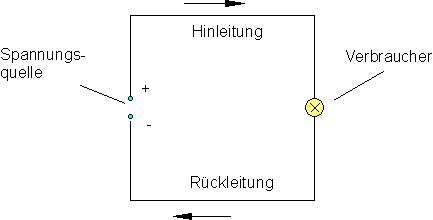 Hinleitung
Spannungs-
quelle
Verbraucher
+
-
Rückleitung